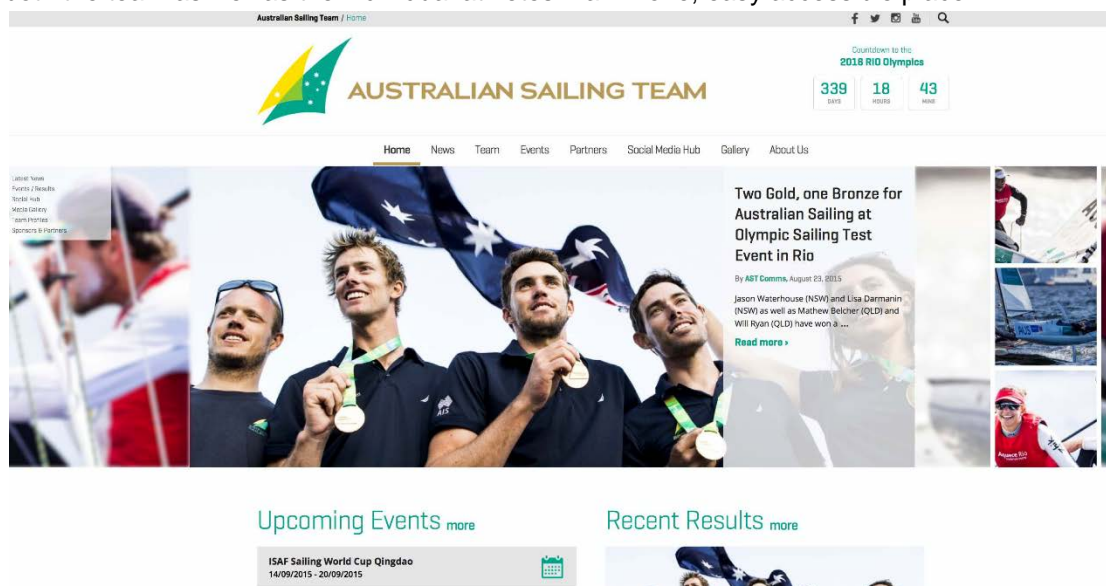 Australian Sailing Team / Home
Countdown to the
2016 RIO Olympics
AUSTRALIAN SAILING TEAM
339 18 43
DAYS HOURS MINS
Home News Team Events Partners Social Media Hub Gallery About Us
Latest News
Events / Results
Social Hub
Media Gallery
Team Profiles
Sponsors & Partners
Two Gold, one Bronze for
Australian Sailing at
Olympic Sailing Test
Event in Rio
By AST Comms, August 23, 2015
Jason Waterhouse (NSW) and Lisa Darmanin
(NSW) as well as Mathew Belcher (QLD) and
Will Ryan (QLD) have won a ...
Read more ›
AIS
Aquece Rio
Upcoming Events more
Recent Results more
ISAF Sailing World Cup Qingdao
14/09/2015 - 20/09/2015